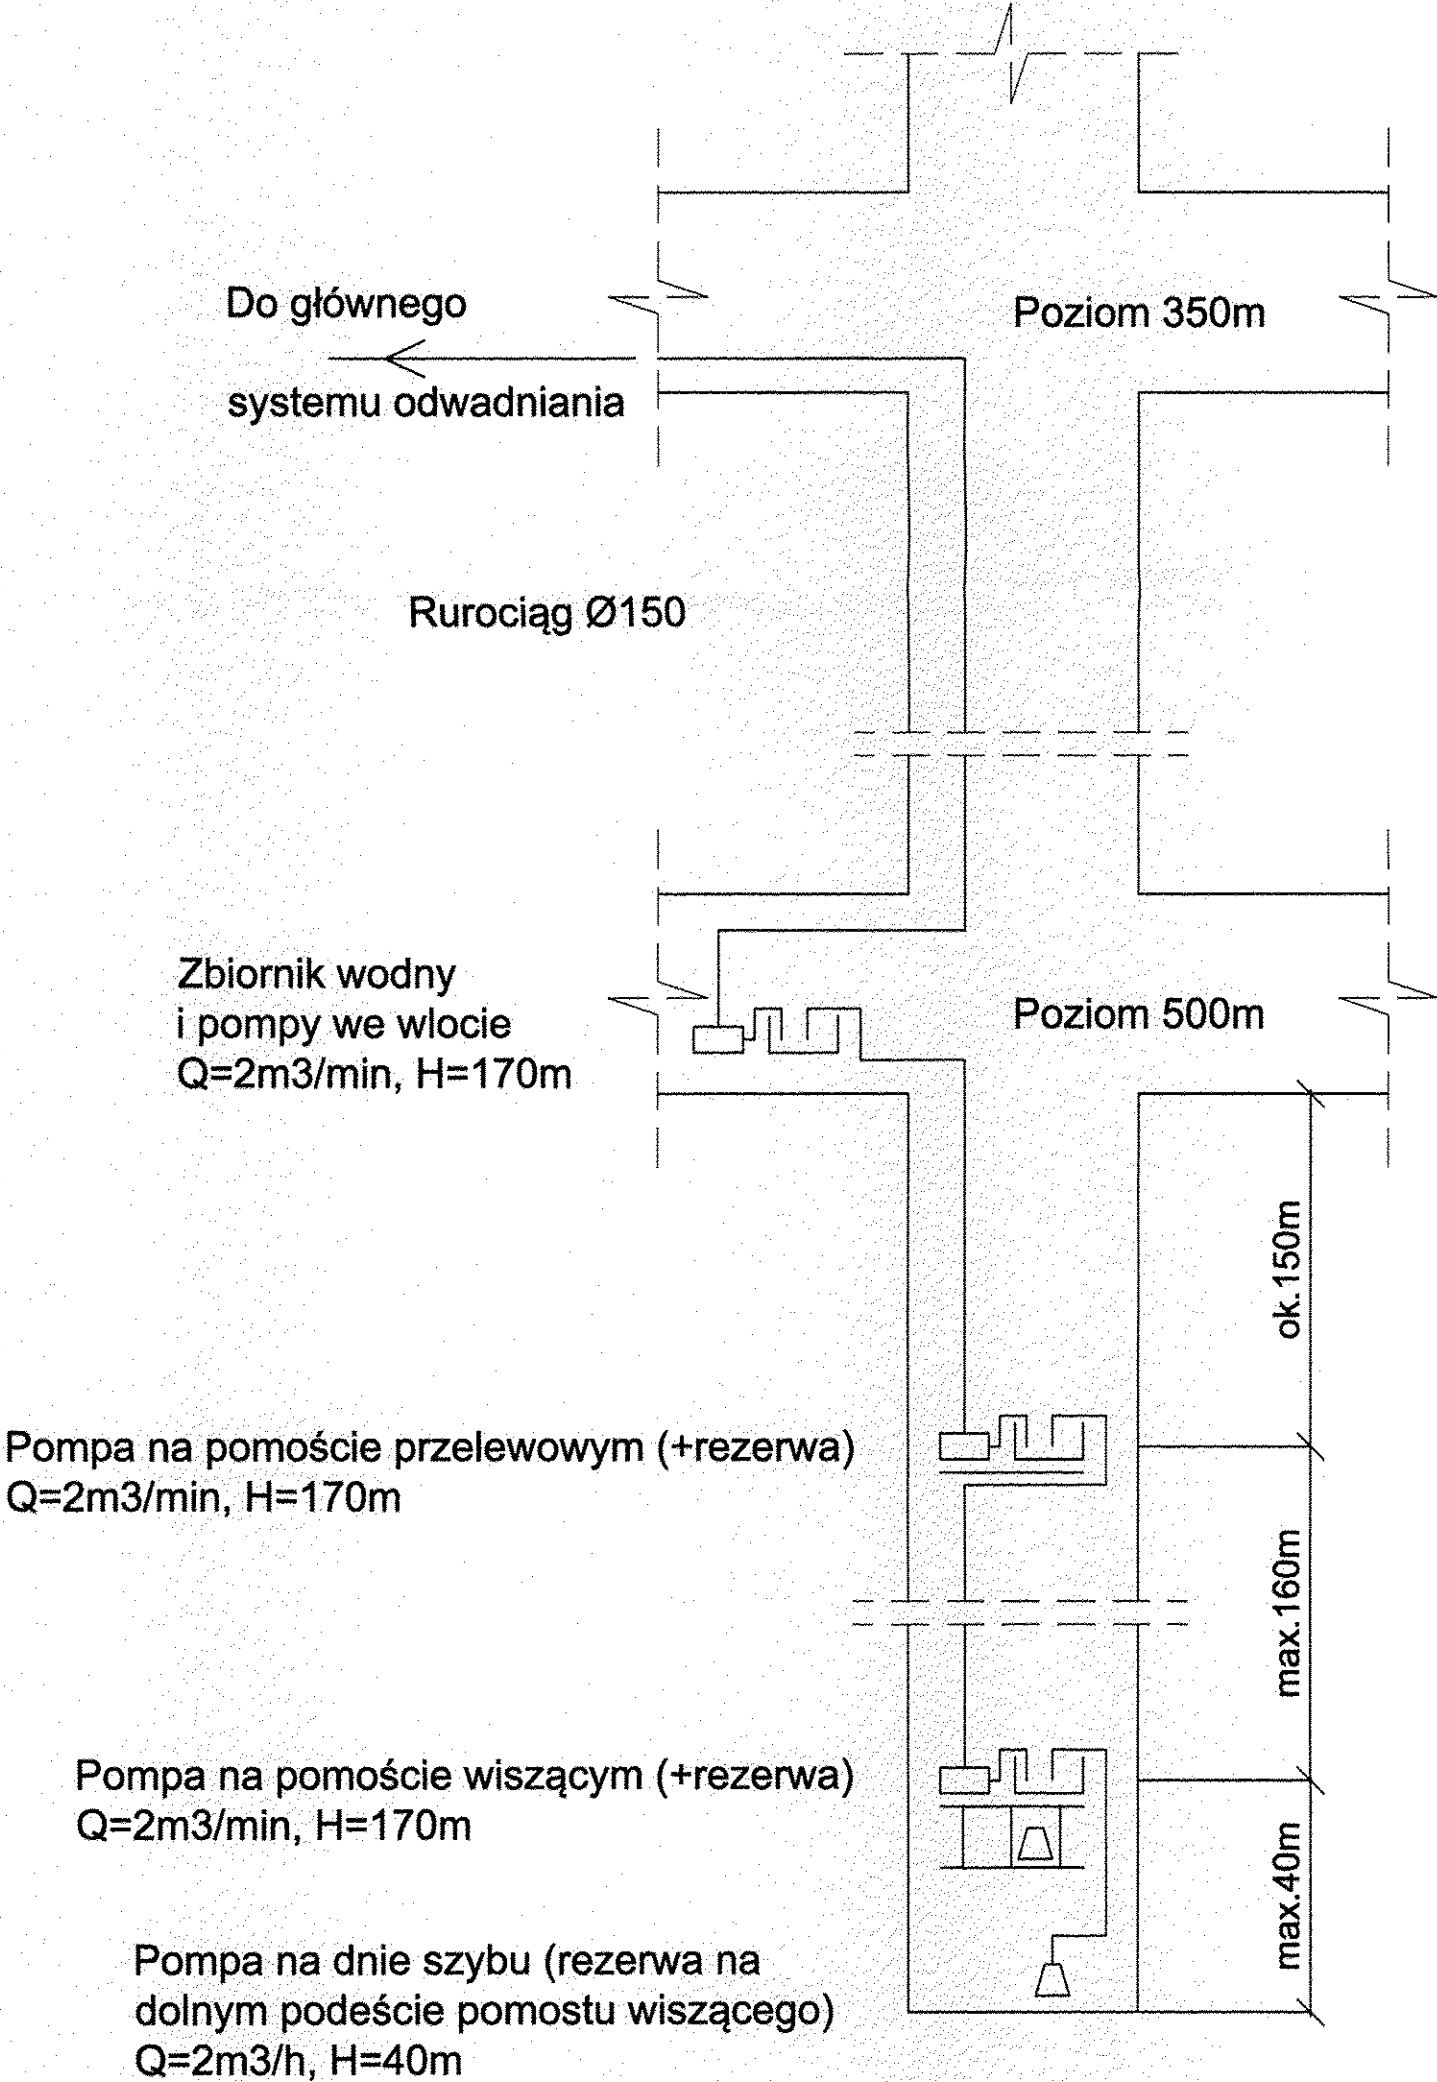 Do głównego
Poziom 350m
systemu odwadniania
Rurociąg Ø150
Zbiornik wodny
i pompy we wlocie
Q=2m3/min, H=170m
Poziom 500m
ok.150m
Pompa na pomoście przelewowym (+rezerwa)
Q=2m3/min, H=170m
max.160m
Pompa na pomoście wiszącym (+rezerwa)
Q=2m3/min, H=170m
max.40m
Pompa na dnie szybu (rezerwa na
dolnym podeście pomostu wiszącego)
Q=2m3/h, H=40m